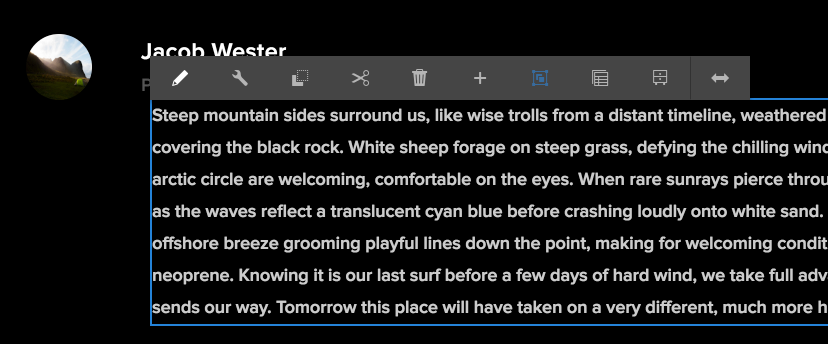 Jacob Wester
P
Steep mountain sides surround us, like wise trolls from a distant timeline, weathered
covering the black rock. White sheep forage on steep grass, defying the chilling wind
arctic circle are welcoming, comfortable on the eyes. When rare sunrays pierce throu
as the waves reflect a translucent cyan blue before crashing loudly onto white sand.
offshore breeze grooming playful lines down the point, making for welcoming condit
neoprene. Knowing it is our last surf before a few days of hard wind, we take full adv
sends our way. Tomorrow this place will have taken on a very different, much more h